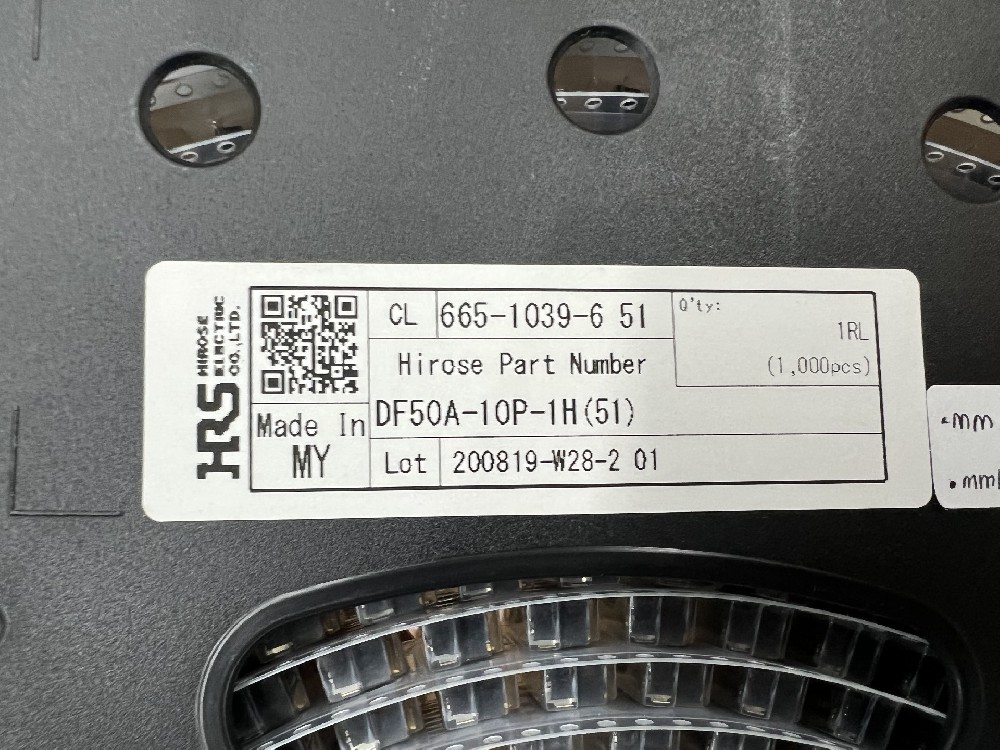 HRS HIROSE
ELECTRIC
CO.,LTD.
CL 665-1039-6 51
Q'ty:
1RL
(1,000pcs)
Hirose Part Number
DF50A-10P-1H(51)
Made In
MY
Lot 200819-W28-2 01